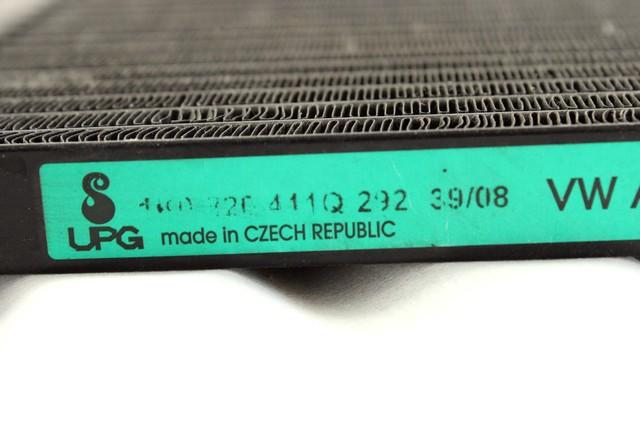 411Q 292 39/08 VW
UPG made in CZECH REPUBLIC